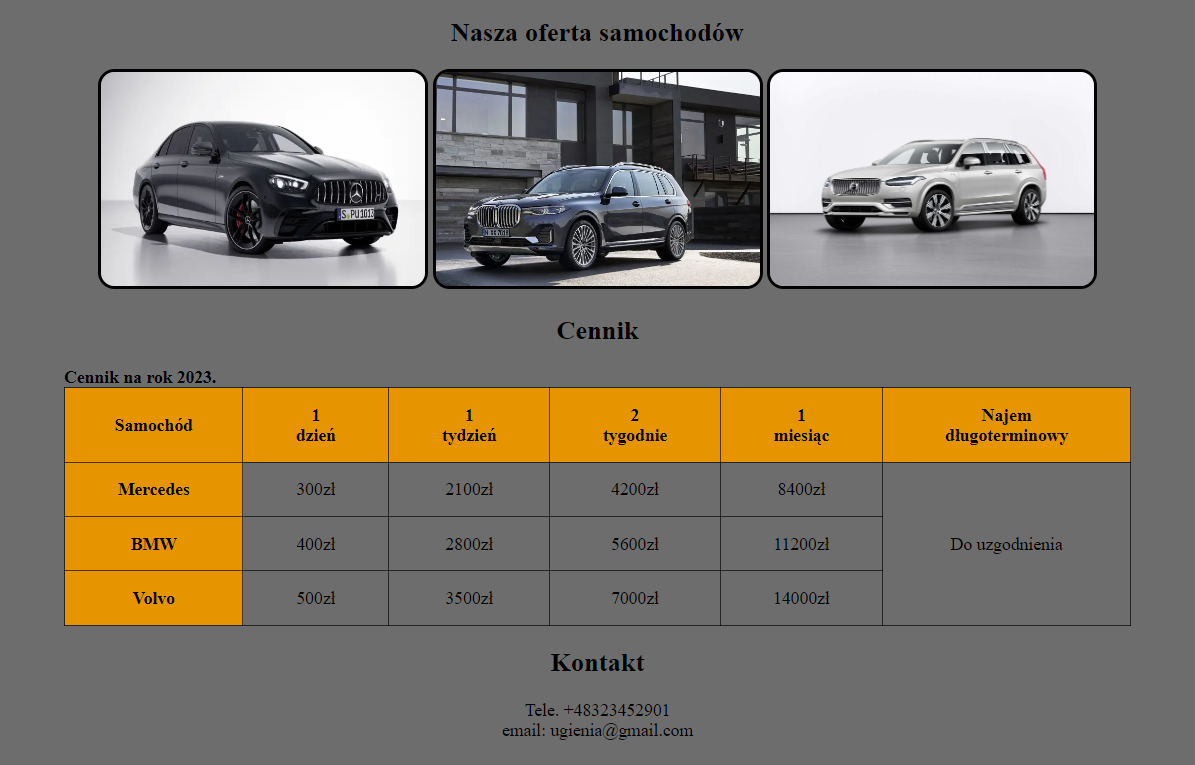 Nasza oferta samochodów
S PU 1013
Cennik
Cennik na rok 2023.
Samochód
1
dzień
1
tydzień
2
tygodnie
1
miesiąc
Najem
długoterminowy
Mercedes
300zł
2100zł
4200zł
8400zł
BMW
400zł
2800zł
5600zł
11200zł
Do uzgodnienia
Volvo
500zł
3500zł
7000zł
14000zł
Kontakt
Tele. +48323452901
email: ugienia@gmail.com